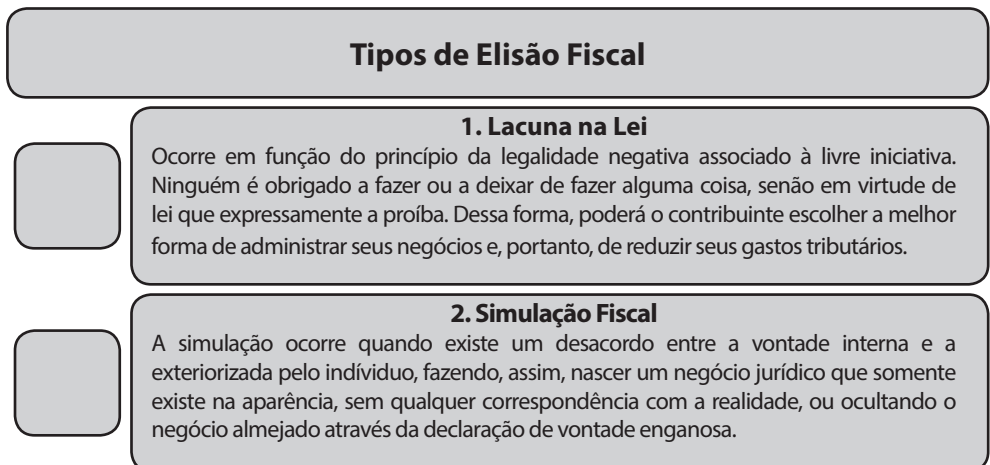 Tipos de Elisão Fiscal
1. Lacuna na Lei
Ocorre em função do princípio da legalidade negativa associado à livre iniciativa.
Ninguém é obrigado a fazer ou a deixar de fazer alguma coisa, senão em virtude de
lei que expressamente a proíba. Dessa forma, poderá o contribuinte escolher a melhor
forma de administrar seus negócios e, portanto, de reduzir seus gastos tributários.
2. Simulação Fiscal
A simulação ocorre quando existe um desacordo entre a vontade interna e a
exteriorizada pelo indíviduo, fazendo, assim, nascer um negócio jurídico que somente
existe na aparência, sem qualquer correspondência com a realidade, ou ocultando o
negócio almejado através da declaração de vontade enganosa.